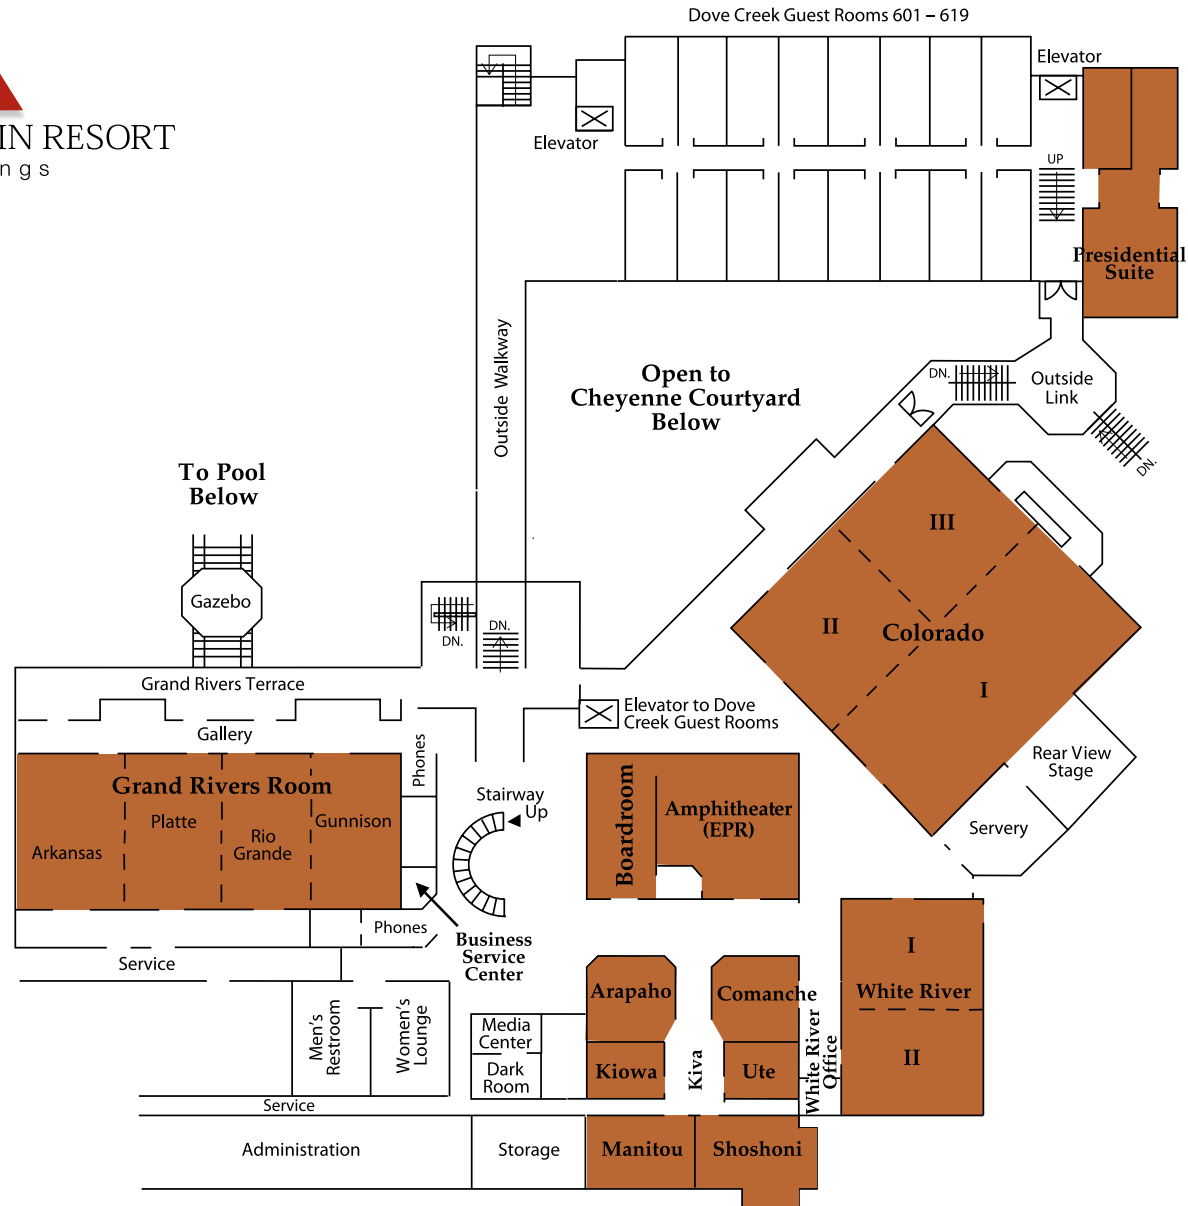 Dove Creek Guest Rooms 601 – 619
Elevator
IN RESORT
ngs
Elevator
UP
Presidential
Suite
Outside Walkway
Open to
Cheyenne Courtyard
Below
DN.
Outside
Link
DN.
To Pool
Below
III
Gazebo
DN.
DN.
II
Colorado
I
Grand Rivers Terrace
Elevator to Dove
Creek Guest Rooms
Gallery
Phones
Rear View
Stage
Grand Rivers Room
Stairway
Up
Boardroom
Amphitheater
(EPR)
Arkansas
Platte
Rio
Grande
Gunnison
Servery
Phones
Business
Service
Center
Service
I
White River
II
Arapaho
Comanche
Men's
Restroom
Women's
Lounge
Media
Center
Dark
Room
Kiowa
Kiva
Ute
White River
Office
Service
Administration
Storage
Manitou
Shoshoni